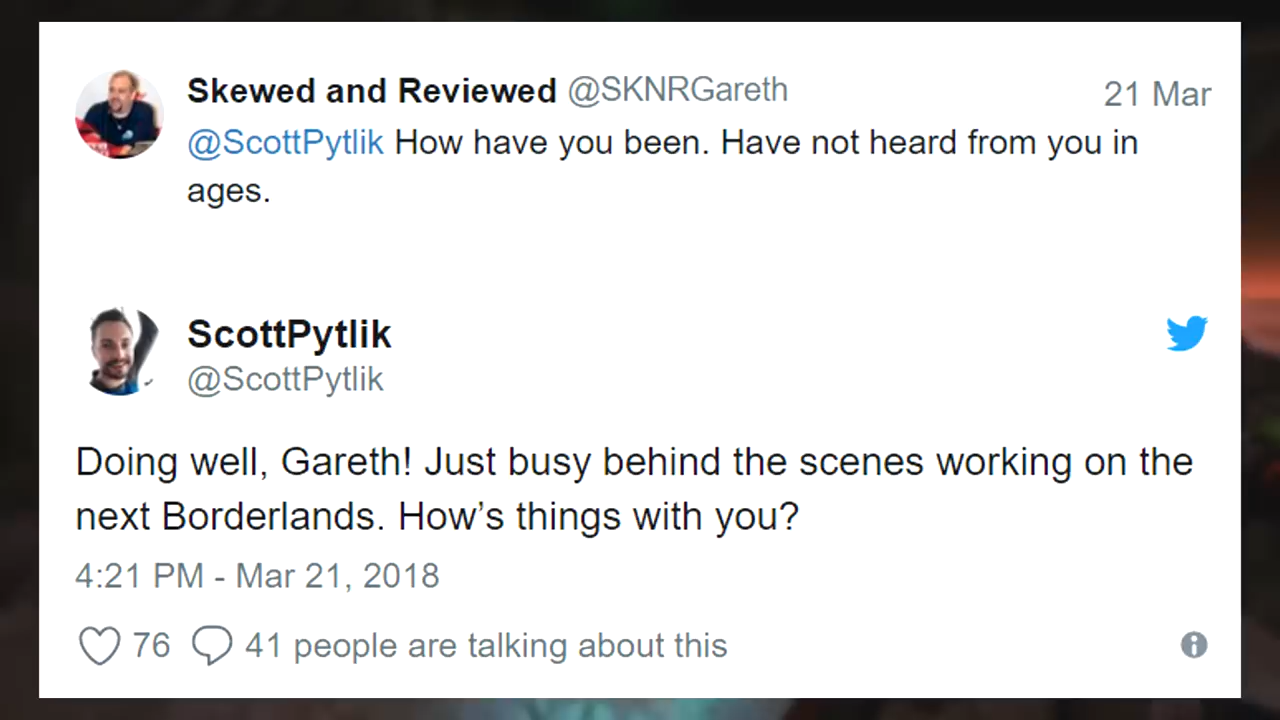 Skewed and Reviewed @SKNRGareth 21 Mar
@ScottPytlik How have you been. Have not heard from you in
ages.
ScottPytlik
@ScottPytlik
Doing well, Gareth! Just busy behind the scenes working on the
next Borderlands. How’s things with you?
4:21 PM - Mar 21, 2018
76 41 people are talking about this